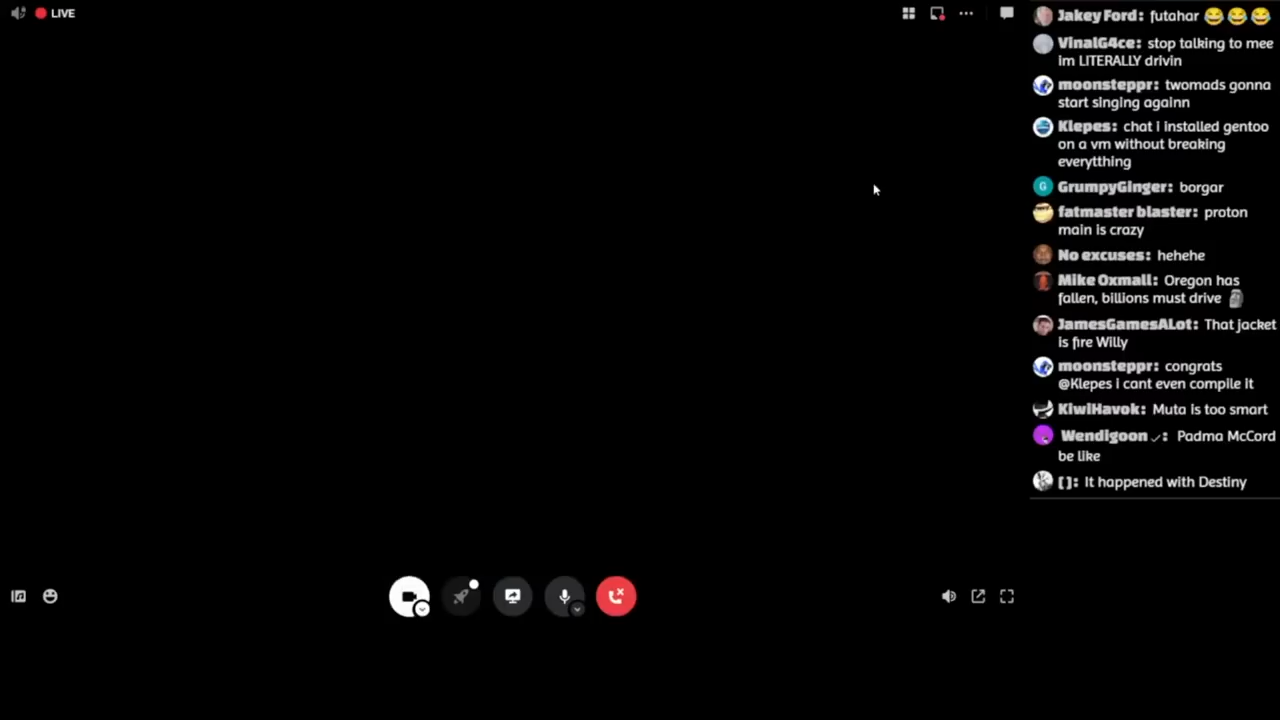 LIVE
Jakey Ford: futahar 😂😂😂
VinalG4ce: stop talking to mee
im LITERALLY drivin
moonsteppr: twomads gonna
start singing againn
Klepes: chat i installed gentoo
on a vm without breaking
everytthing
G GrumpyGinger: borgar
fatmaster blaster: proton
main is crazy
No excuses: hehehe
Mike Oxmall: Oregon has
fallen, billions must drive 🗿
JamesGamesALot: That jacket
is fire Willy
moonsteppr: congrats
@Klepes i cant even compile it
KiwiHavok: Muta is too smart
Wendigoon ✓: Padma McCord
be like
[]: It happened with Destiny